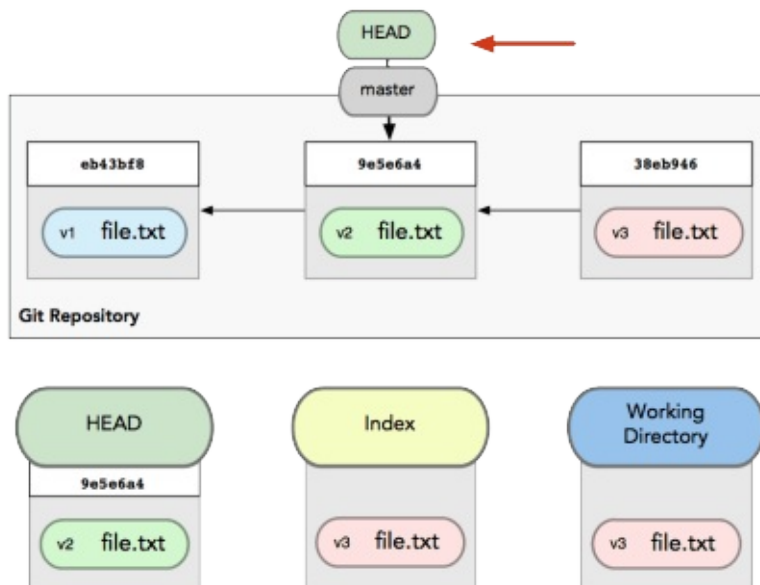 HEAD
master
eb43bf8
9e5e6a4
38eb946
v1 file.txt
v2 file.txt
v3 file.txt
Git Repository
HEAD
Index
Working
Directory
9e5e6a4
v2 file.txt
v3 file.txt
v3 file.txt